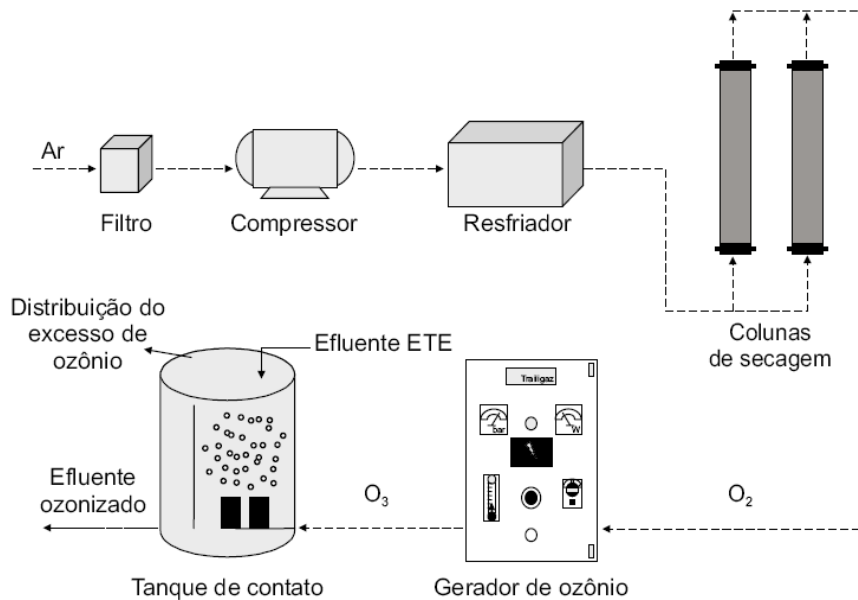 Ar
Filtro
Compressor
Resfriador
Colunas
de secagem
Distribuição do
excesso de
ozônio
Efluente ETE
Trailigaz
bar
W
Efluente
ozonizado
O₃
O₂
Tanque de contato
Gerador de ozônio